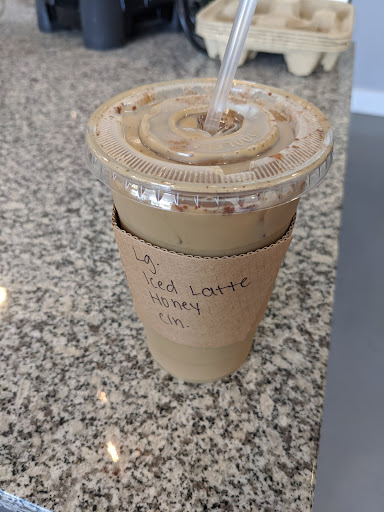 Lg.
Iced Latte
Honey
cin.